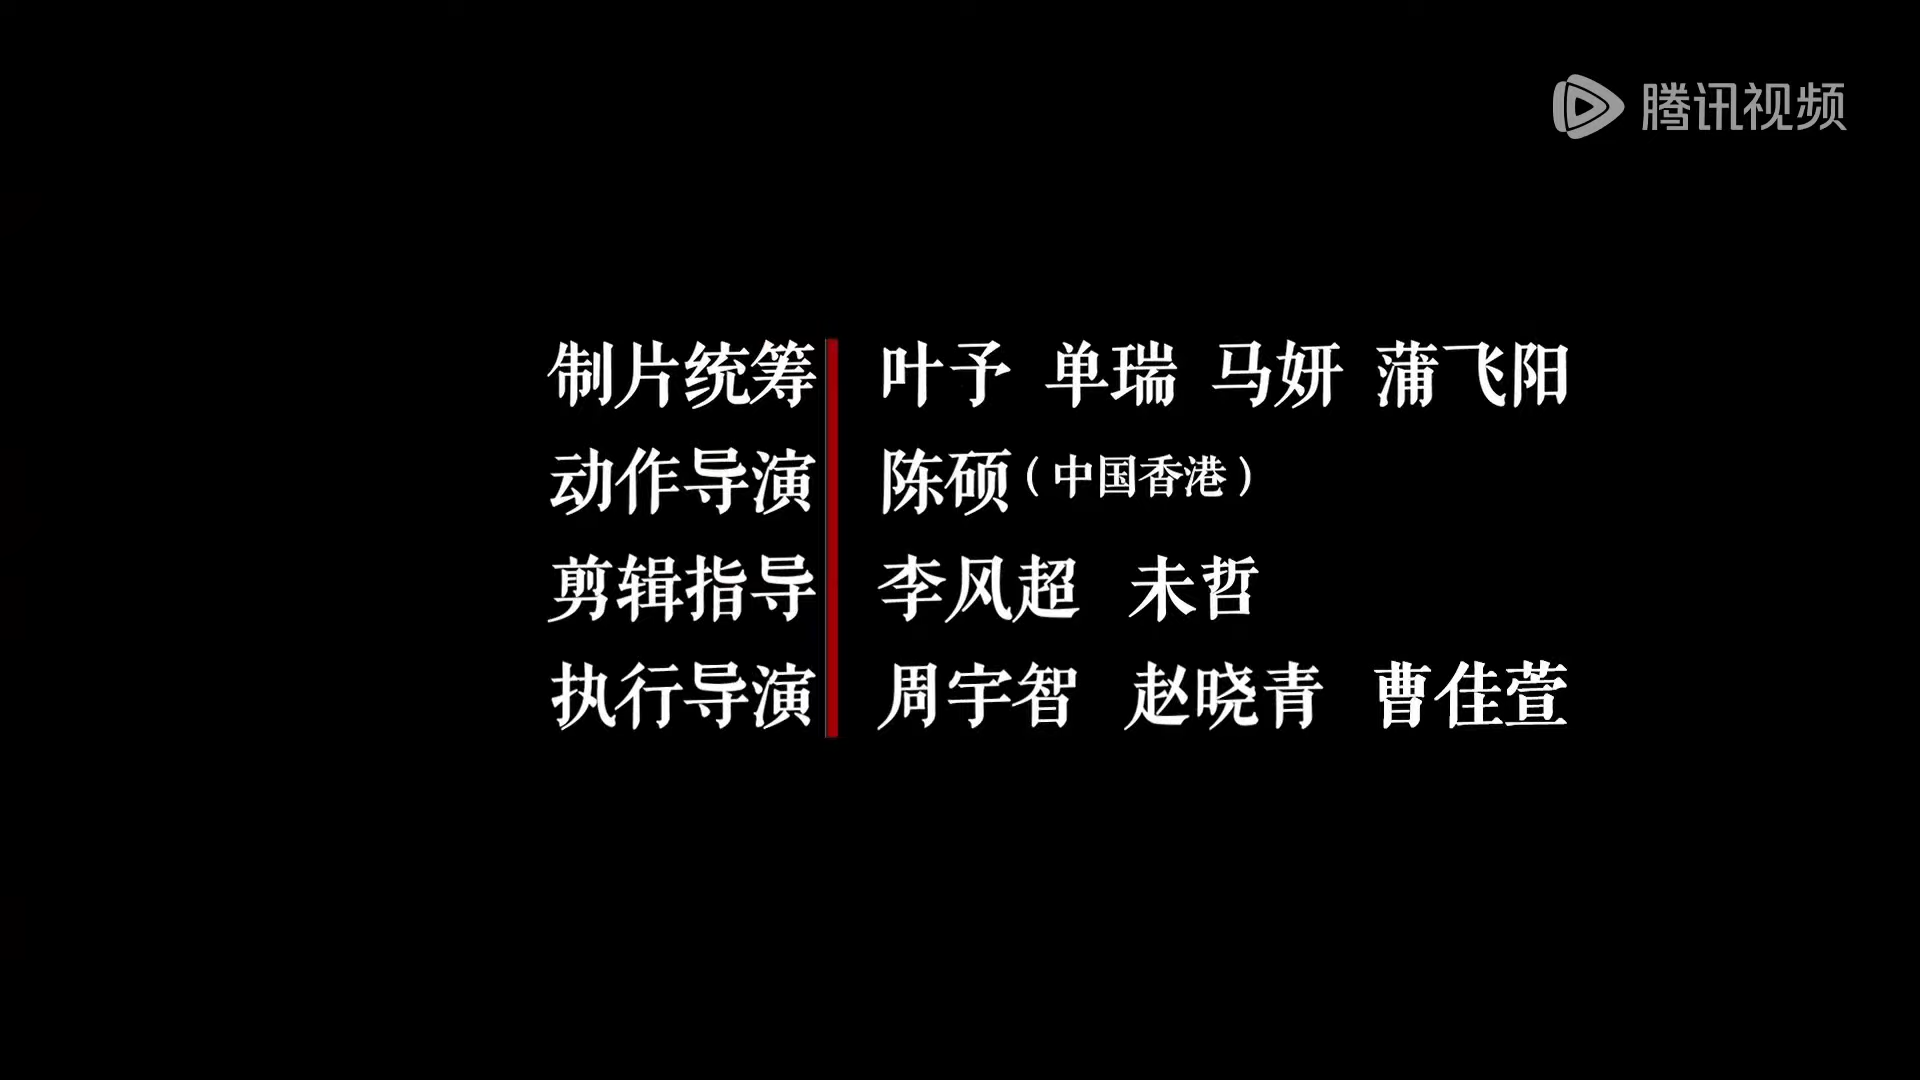 腾讯视频
制片统筹 叶予 单瑞 马妍 蒲飞阳
动作导演 陈硕（中国香港）
剪辑指导 李风超 未哲
执行导演 周宇智 赵晓青 曹佳萱